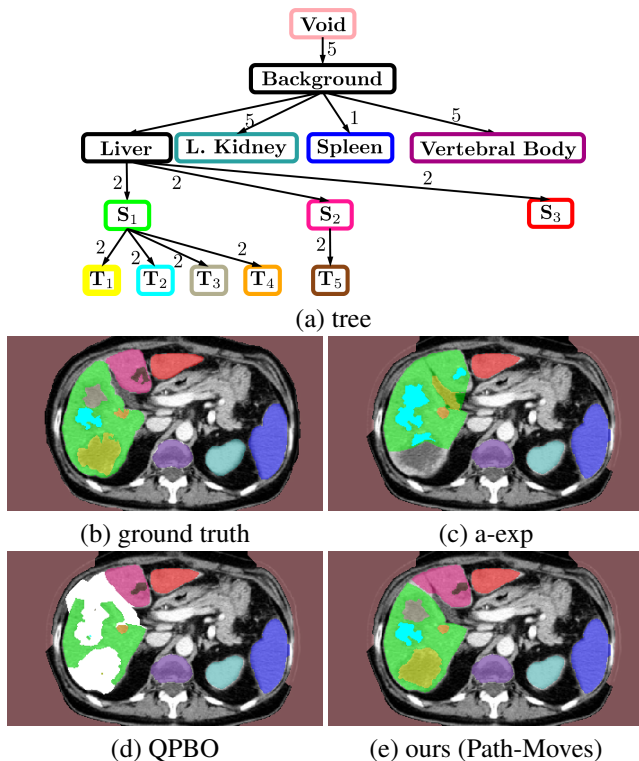 Void
5
Background
5
1
5
Liver
L. Kidney
Spleen
Vertebral Body
2
2
2
S₁
S₂
S₃
2
2
2
2
2
T₁
T₂
T₃
T₄
T₅
(a) tree
(b) ground truth
(c) a-exp
(d) QPBO
(e) ours (Path-Moves)